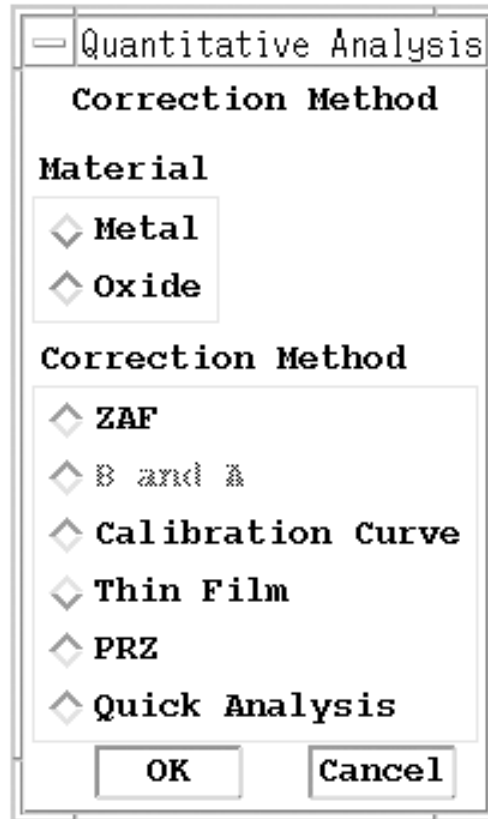 Quantitative Analysis
Correction Method
Material
Metal
Oxide
Correction Method
ZAF
B and A
Calibration Curve
Thin Film
PRZ
Quick Analysis
OK Cancel